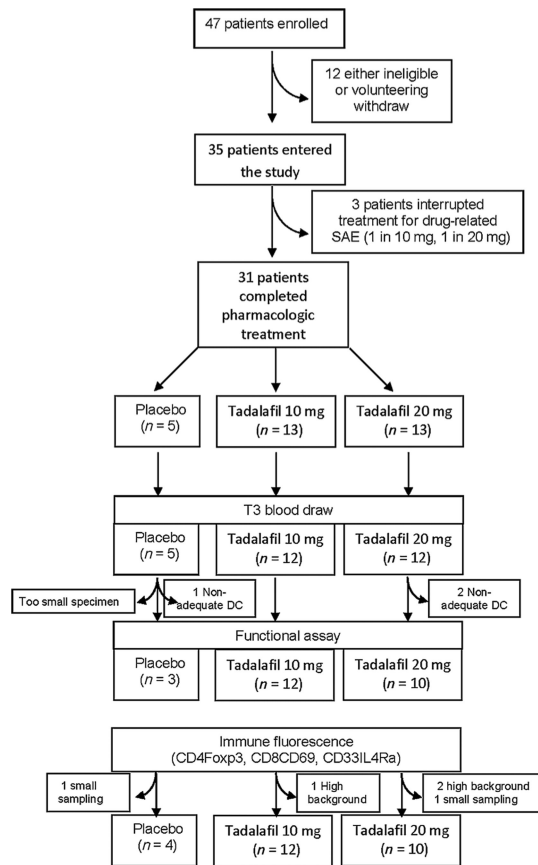 47 patients enrolled
12 either ineligible
or volunteering
withdraw
35 patients entered
the study
3 patients interrupted
treatment for drug-related
SAE (1 in 10 mg, 1 in 20 mg)
31 patients
completed
pharmacologic
treatment
Placebo
(n = 5)
Tadalafil 10 mg
(n = 13)
Tadalafil 20 mg
(n = 13)
T3 blood draw
Placebo
(n = 5)
Tadalafil 10 mg
(n = 12)
Tadalafil 20 mg
(n = 12)
Too small specimen
1 Non-
adequate DC
2 Non-
adequate DC
Functional assay
Placebo
(n = 3)
Tadalafil 10 mg
(n = 12)
Tadalafil 20 mg
(n = 10)
Immune fluorescence
(CD4Foxp3, CD8CD69, CD33IL4Ra)
1 small
sampling
1 High
background
2 high background
1 small sampling
Placebo
(n = 4)
Tadalafil 10 mg
(n = 12)
Tadalafil 20 mg
(n = 10)